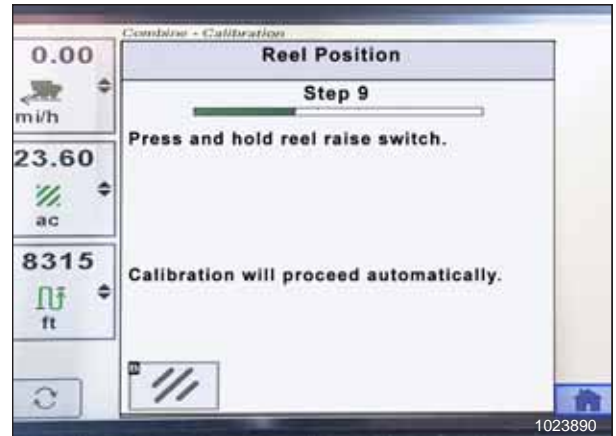 Combine - Calibration
Reel Position
Step 9
Press and hold reel raise switch.
Calibration will proceed automatically.
0.00
mi/h
23.60
ac
8315
ft
1023890